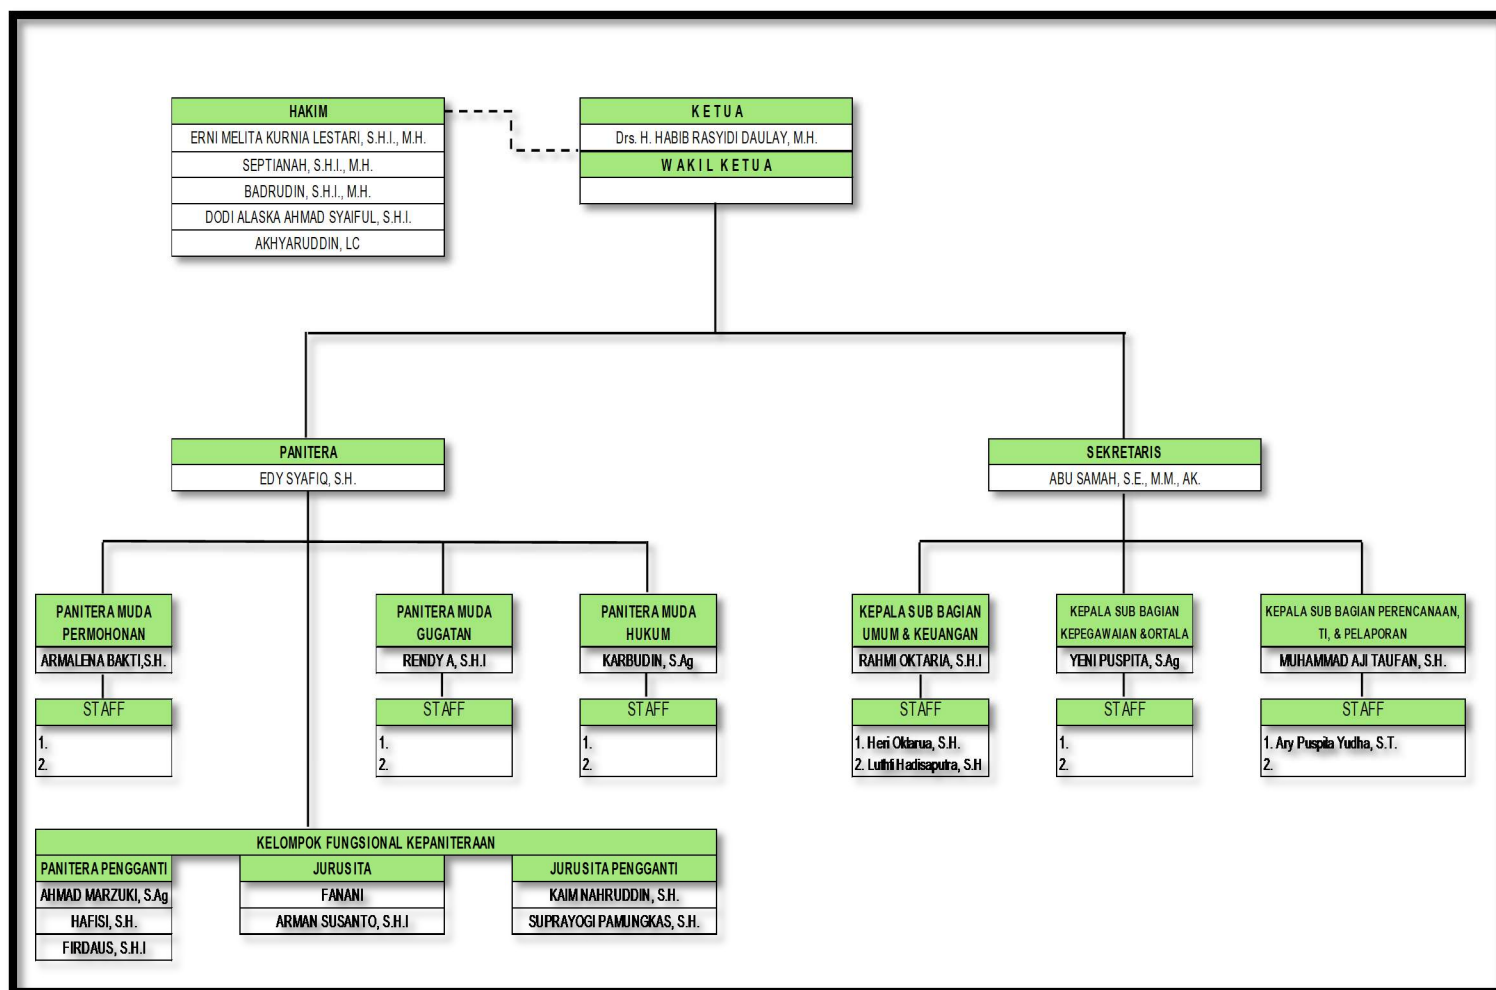 HAKIM
ERNI MELITA KURNIA LESTARI, S.H.I., M.H.
SEPTIANAH, S.H.I., M.H.
BADRUDIN, S.H.I., M.H.
DODI ALASKA AHMAD SYAIFUL, S.H.I.
AKHYARUDDIN, LC
KETUA
Drs. H. HABIB RASYIDI DAULAY, M.H.
WAKIL KETUA
PANITERA
EDY SYAFIQ, S.H.
SEKRETARIS
ABU SAMAH, S.E., M.M., AK.
PANITERA MUDA
PERMOHONAN
ARMALENA BAKTI,S.H.
STAFF
1.
2.
PANITERA MUDA
GUGATAN
RENDY A, S.H.I
STAFF
1.
2.
PANITERA MUDA
HUKUM
KARBUDIN, S.Ag
STAFF
1.
2.
KEPALA SUB BAGIAN
UMUM & KEUANGAN
RAHMI OKTARIA, S.H.I
STAFF
1. Heri Oktarua, S.H.
2. Luthfi Hadisaputra, S.H
KEPALA SUB BAGIAN
KEPEGAWAIAN &ORTALA
YENI PUSPITA, S.Ag
STAFF
1.
2.
KEPALA SUB BAGIAN PERENCANAAN,
TI, & PELAPORAN
MUHAMMAD AJI TAUFAN, S.H.
STAFF
1. Ary Puspita Yudha, S.T.
2.
KELOMPOK FUNGSIONAL KEPANITERAAN
PANITERA PENGGANTI
AHMAD MARZUKI, S.Ag
HAFISI, S.H.
FIRDAUS, S.H.I
JURUSITA
FANANI
ARMAN SUSANTO, S.H.I
JURUSITA PENGGANTI
KAIM NAHRUDDIN, S.H.
SUPRAYOGI PAMUNGKAS, S.H.